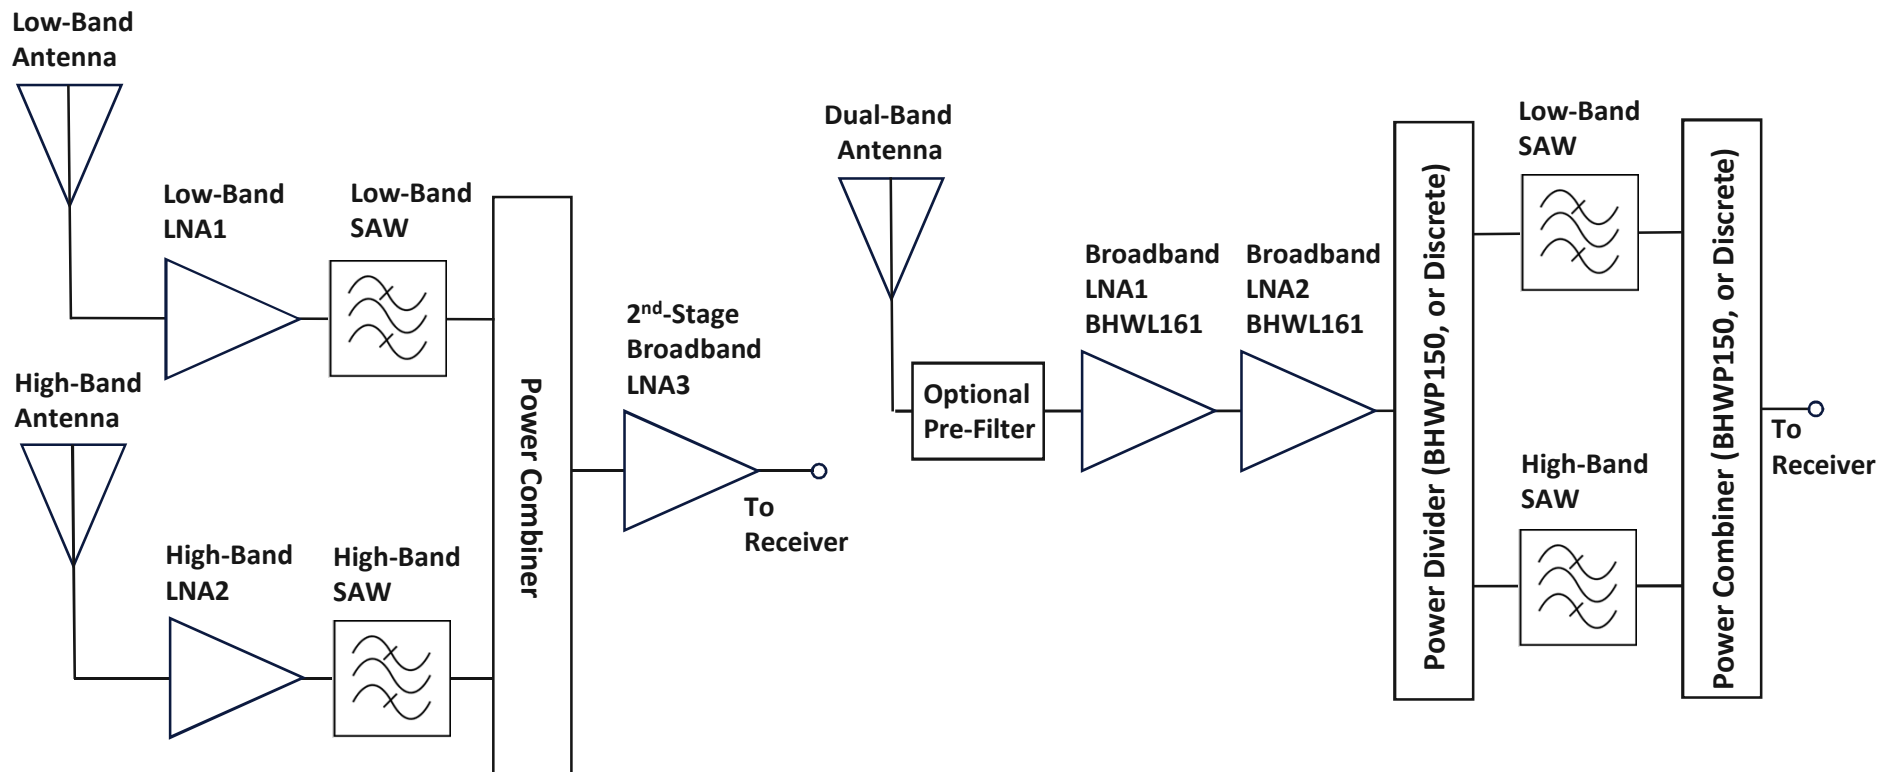 Low-Band
Antenna
Low-Band
LNA1
Low-Band
SAW
High-Band
Antenna
High-Band
LNA2
High-Band
SAW
Power Combiner
2nd-Stage
Broadband
LNA3
To
Receiver
Dual-Band
Antenna
Optional
Pre-Filter
Broadband
LNA1
BHWL161
Broadband
LNA2
BHWL161
Power Divider (BHWP150, or Discrete)
Low-Band
SAW
High-Band
SAW
Power Combiner (BHWP150, or Discrete)
To
Receiver